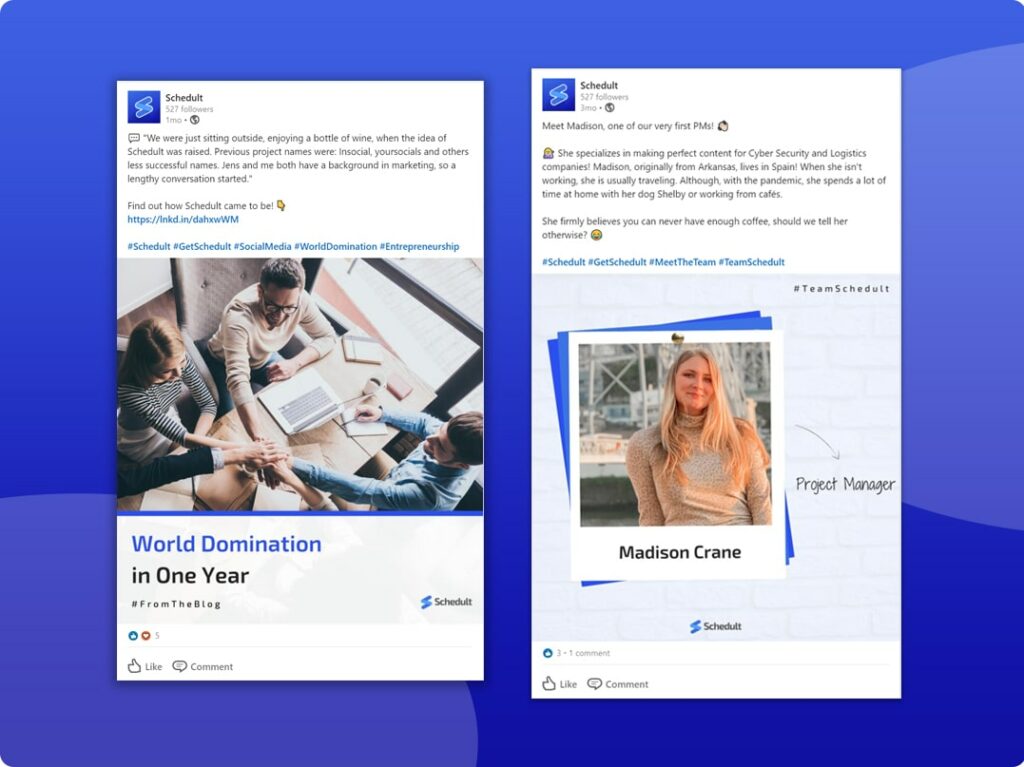 Schedult
527 followers
1mo •
"We were just sitting outside, enjoying a bottle of wine, when the idea of
Schedult was raised. Previous project names were: Insocial, yoursocials and others
less successful names. Jens and me both have a background in marketing, so a
lengthy conversation started."
Find out how Schedult came to be!
https://lnkd.in/dahxwWM
#Schedult #GetSchedult #SocialMedia #WorldDomination #Entrepreneurship
World Domination
in One Year
#FromTheBlog
Schedult
5
Like Comment
Schedult
527 followers
3mo •
Meet Madison, one of our very first PMs!
She specializes in making perfect content for Cyber Security and Logistics
companies! Madison, originally from Arkansas, lives in Spain! When she isn't
working, she is usually traveling. Although, with the pandemic, she spends a lot of
time at home with her dog Shelby or working from cafés.
She firmly believes you can never have enough coffee, should we tell her
otherwise?
#Schedult #GetSchedult #MeetTheTeam #TeamSchedult
#TeamSchedult
Project Manager
Madison Crane
Schedult
3 • 1 comment
Like Comment